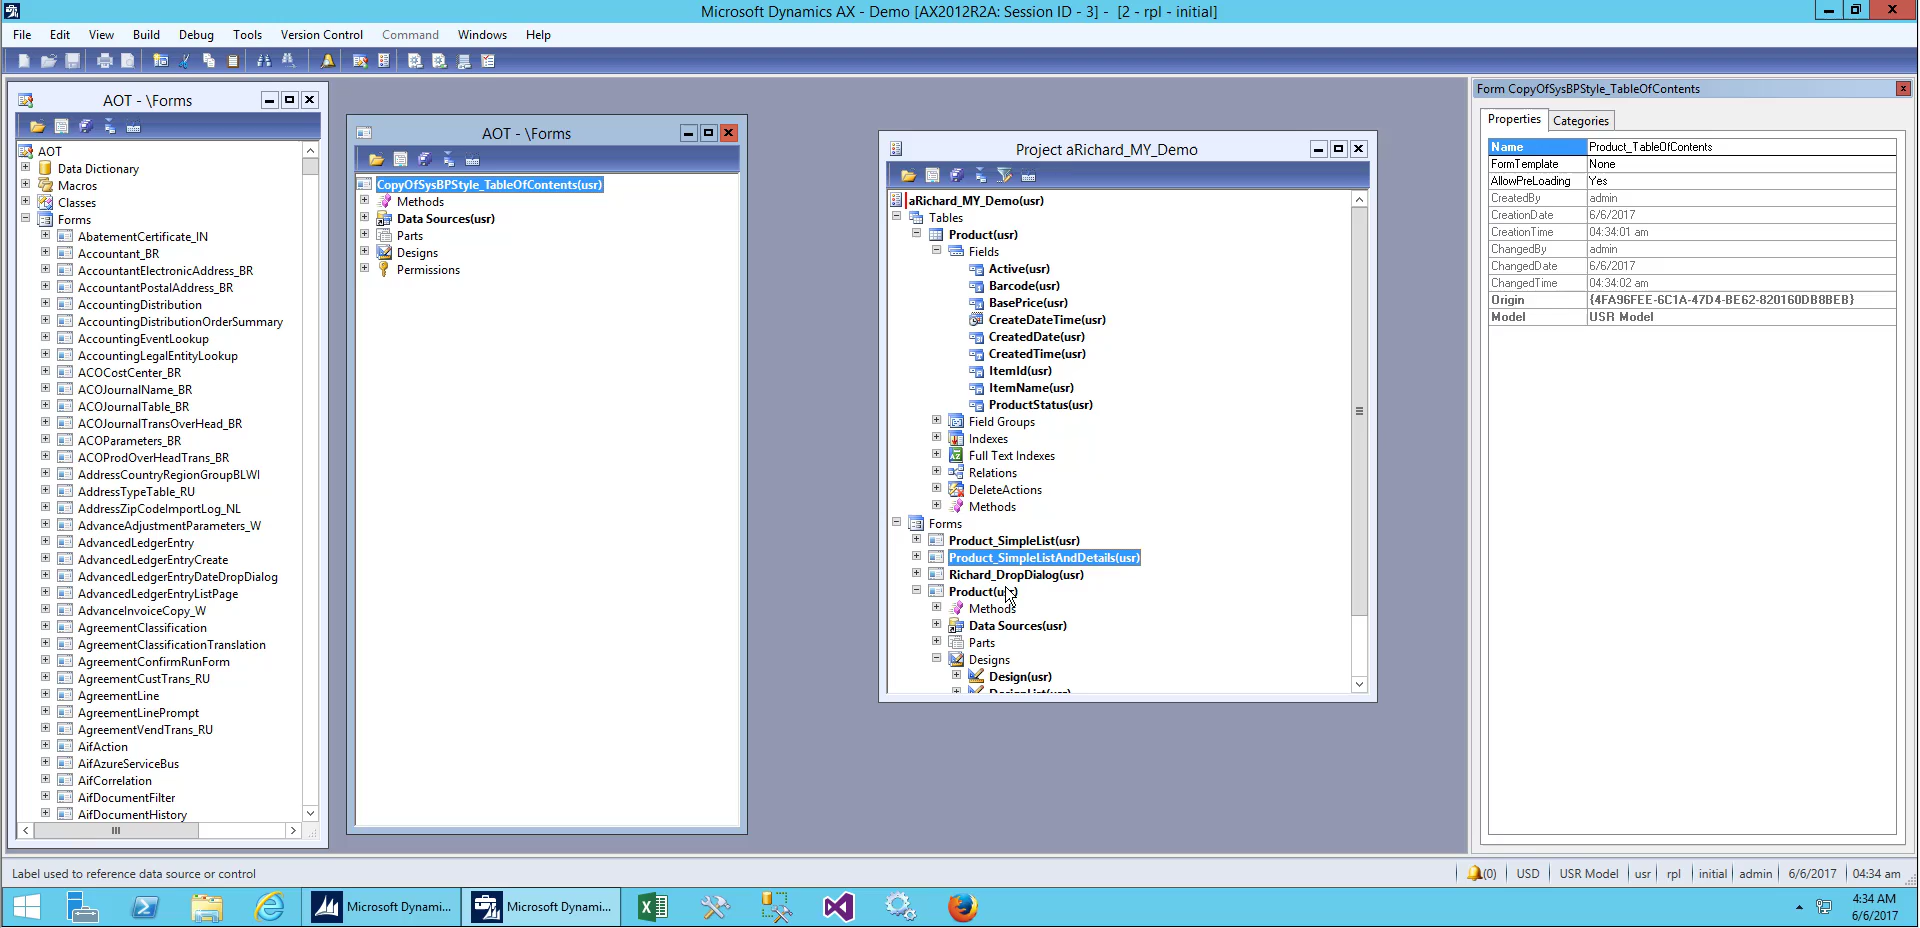 Microsoft Dynamics AX - Demo [AX2012R2A: Session ID - 3] - [2 - rpl - initial]
File Edit View Build Debug Tools Version Control Command Windows Help
AOT - \Forms
AOT
Data Dictionary
Macros
Classes
Forms
AbatementCertificate_IN
Accountant_BR
AccountantElectronicAddress_BR
AccountantPostalAddress_BR
AccountingDistribution
AccountingDistributionOrderSummary
AccountingEventLookup
AccountingLegalEntityLookup
ACOCostCenter_BR
ACOJournalName_BR
ACOJournalTable_BR
ACOJournalTransOverHead_BR
ACOParameters_BR
ACOProdOverHeadTrans_BR
AddressCountryRegionGroupBLWI
AddressTypeTable_RU
AddressZipCodeImportLog_NL
AdvanceAdjustmentParameters_W
AdvancedLedgerEntry
AdvancedLedgerEntryCreate
AdvancedLedgerEntryDateDropDialog
AdvancedLedgerEntryListPage
AdvanceInvoiceCopy_W
AgreementClassification
AgreementClassificationTranslation
AgreementConfirmRunForm
AgreementCustTrans_RU
AgreementLine
AgreementLinePrompt
AgreementVendTrans_RU
AifAction
AifAzureServiceBus
AifCorrelation
AifDocumentFilter
AifDocumentHistory
AOT - \Forms
CopyOfSysBPStyle_TableOfContents(usr)
Methods
Data Sources(usr)
Parts
Designs
Permissions
Project aRichard_MY_Demo
aRichard_MY_Demo(usr)
Tables
Product(usr)
Fields
Active(usr)
Barcode(usr)
BasePrice(usr)
CreateDateTime(usr)
CreatedDate(usr)
CreatedTime(usr)
ItemId(usr)
ItemName(usr)
ProductStatus(usr)
Field Groups
Indexes
Full Text Indexes
Relations
DeleteActions
Methods
Forms
Product_SimpleList(usr)
Product_SimpleListAndDetails(usr)
Richard_DropDialog(usr)
Product(usr)
Methods
Data Sources(usr)
Parts
Designs
Design(usr)
DesignList(usr)
Form CopyOfSysBPStyle_TableOfContents
Properties Categories
Name Product_TableOfContents
FormTemplate None
AllowPreLoading Yes
CreatedBy admin
CreationDate 6/6/2017
CreationTime 04:34:01 am
ChangedBy admin
ChangedDate 6/6/2017
ChangedTime 04:34:02 am
Origin {4FA96FEE-6C1A-47D4-BE62-820160DB8BEB}
Model USR Model
Label used to reference data source or control
(0) USD USR Model usr rpl initial admin 6/6/2017 04:34 am
Microsoft Dynami... Microsoft Dynami...
4:34 AM
6/6/2017